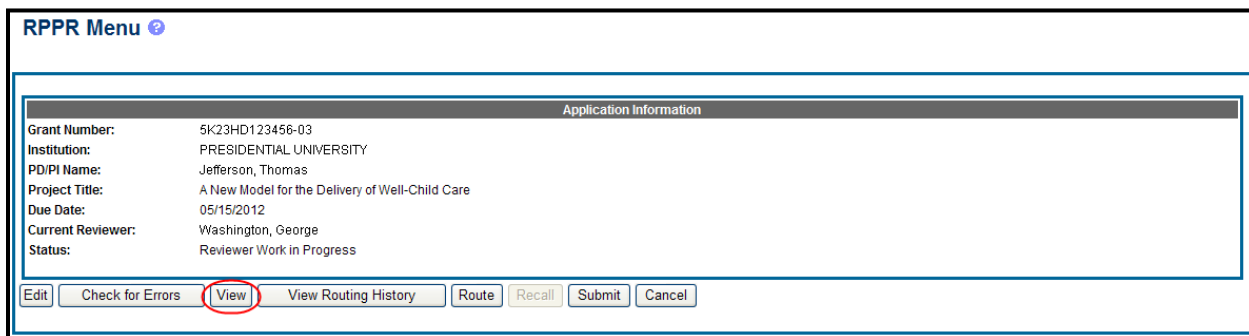 RPPR Menu ?
Application Information
Grant Number: 5K23HD123456-03
Institution: PRESIDENTIAL UNIVERSITY
PD/PI Name: Jefferson, Thomas
Project Title: A New Model for the Delivery of Well-Child Care
Due Date: 05/15/2012
Current Reviewer: Washington, George
Status: Reviewer Work in Progress
Edit Check for Errors View View Routing History Route Recall Submit Cancel